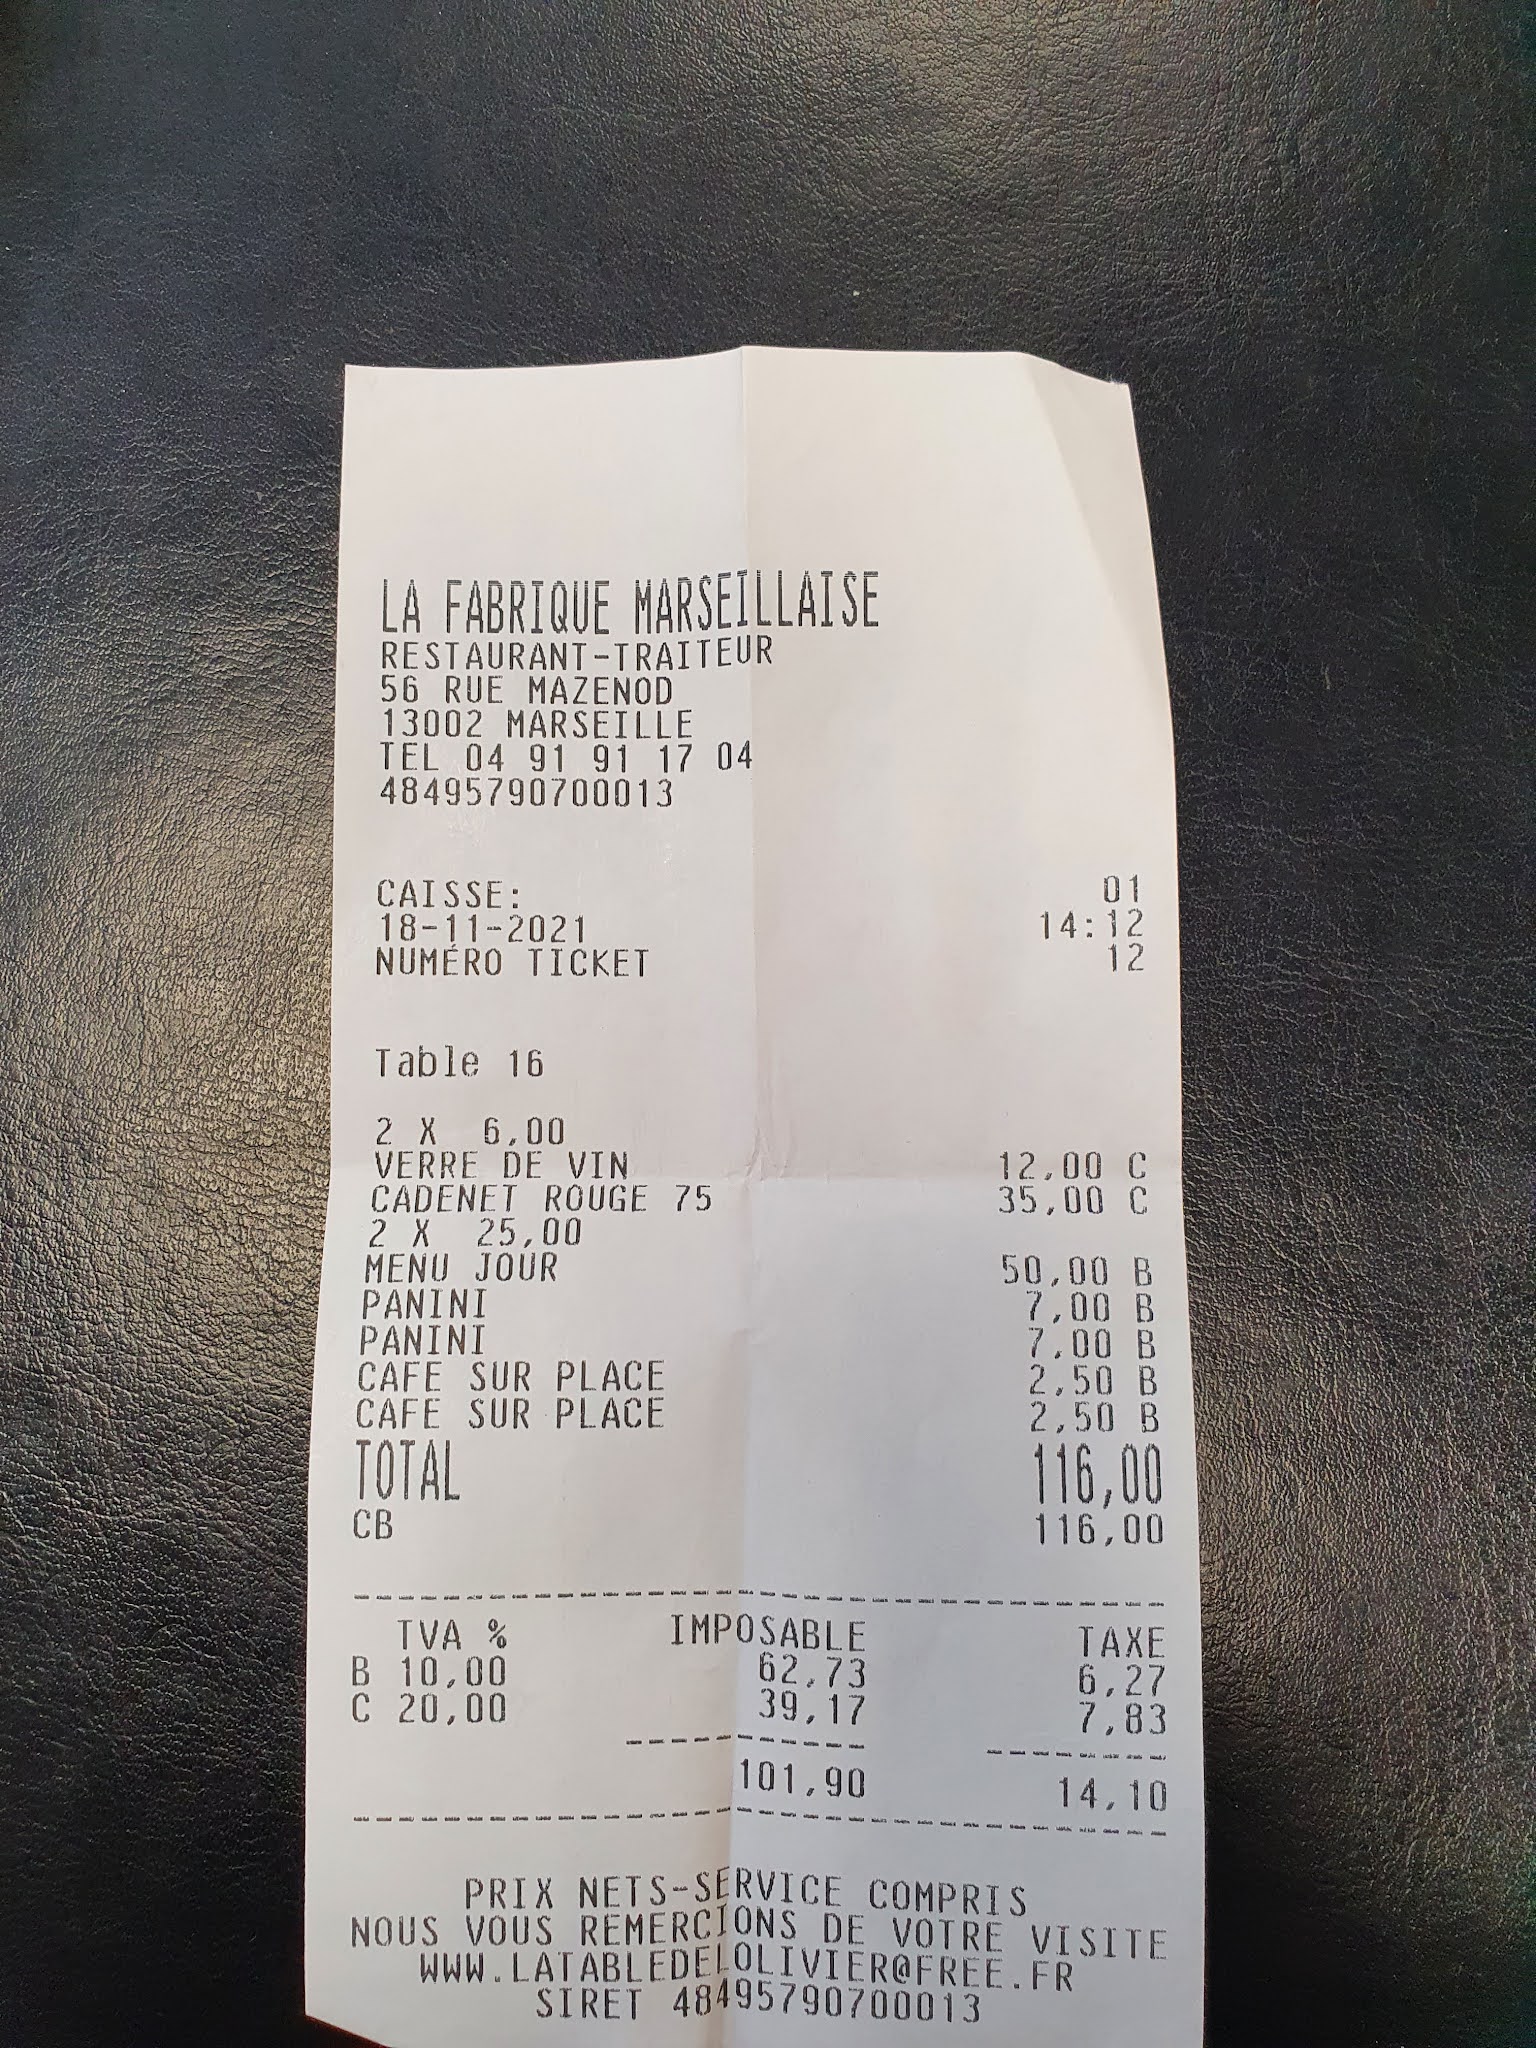 LA FABRIQUE MARSEILLAISE
RESTAURANT-TRAITEUR
56 RUE MAZENOD
13002 MARSEILLE
TEL 04 91 91 17 04
48495790700013
CAISSE: 01
18-11-2021 14:12
NUMÉRO TICKET 12
Table 16
2 X 6,00
VERRE DE VIN 12,00 C
CADENET ROUGE 75 35,00 C
2 X 25,00
MENU JOUR 50,00 B
PANINI 7,00 B
PANINI 7,00 B
CAFE SUR PLACE 2,50 B
CAFE SUR PLACE 2,50 B
TOTAL 116,00
CB 116,00
TVA % IMPOSABLE TAXE
B 10,00 62,73 6,27
C 20,00 39,17 7,83
101,90 14,10
PRIX NETS-SERVICE COMPRIS
NOUS VOUS REMERCIONS DE VOTRE VISITE
WWW.LATABLEDELOLIVIER@FREE.FR
SIRET 48495790700013